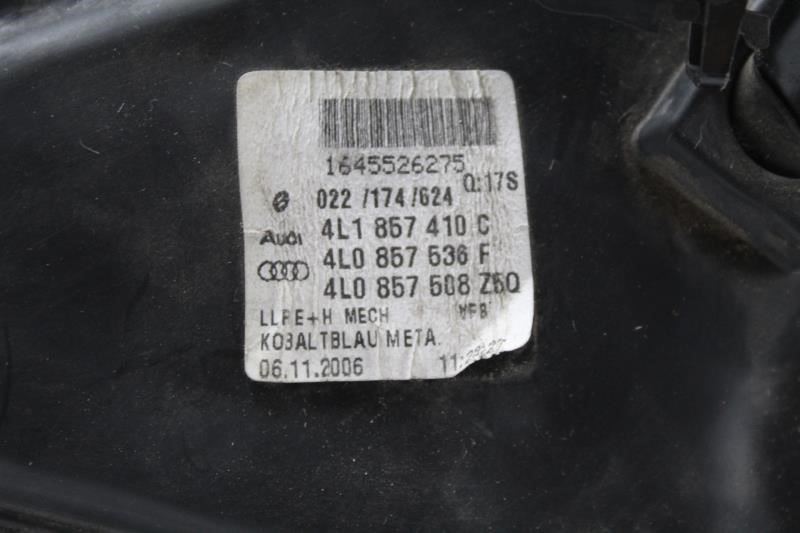 1645526275
Q:17S
022 /174/624
Audi
4L1 857 410 C
4L0 857 536 F
4L0 857 508 Z5Q
LLRE+H MECH WFB
KOBALTBLAU META.
06.11.2006